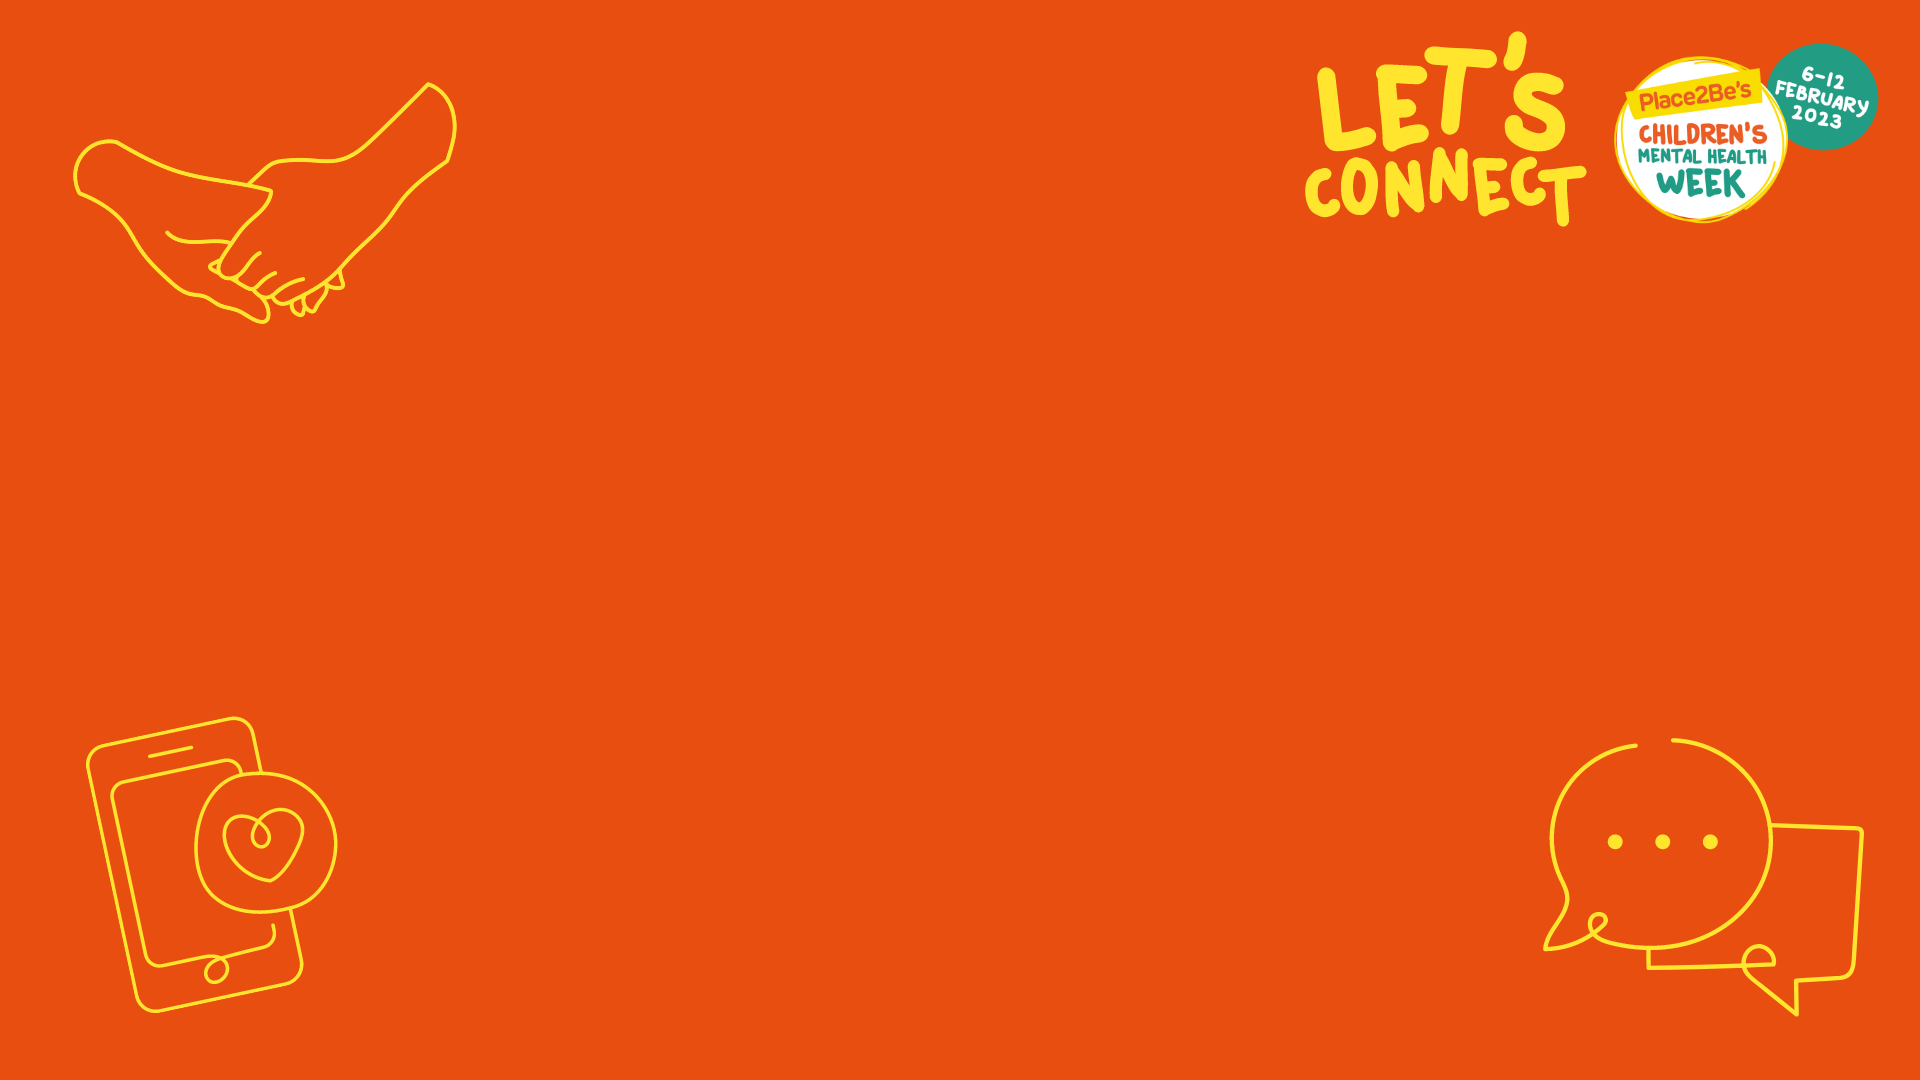 LET'S
CONNECT
Place2Be's
CHILDREN'S
MENTAL HEALTH
WEEK
6-12
FEBRUARY
2023